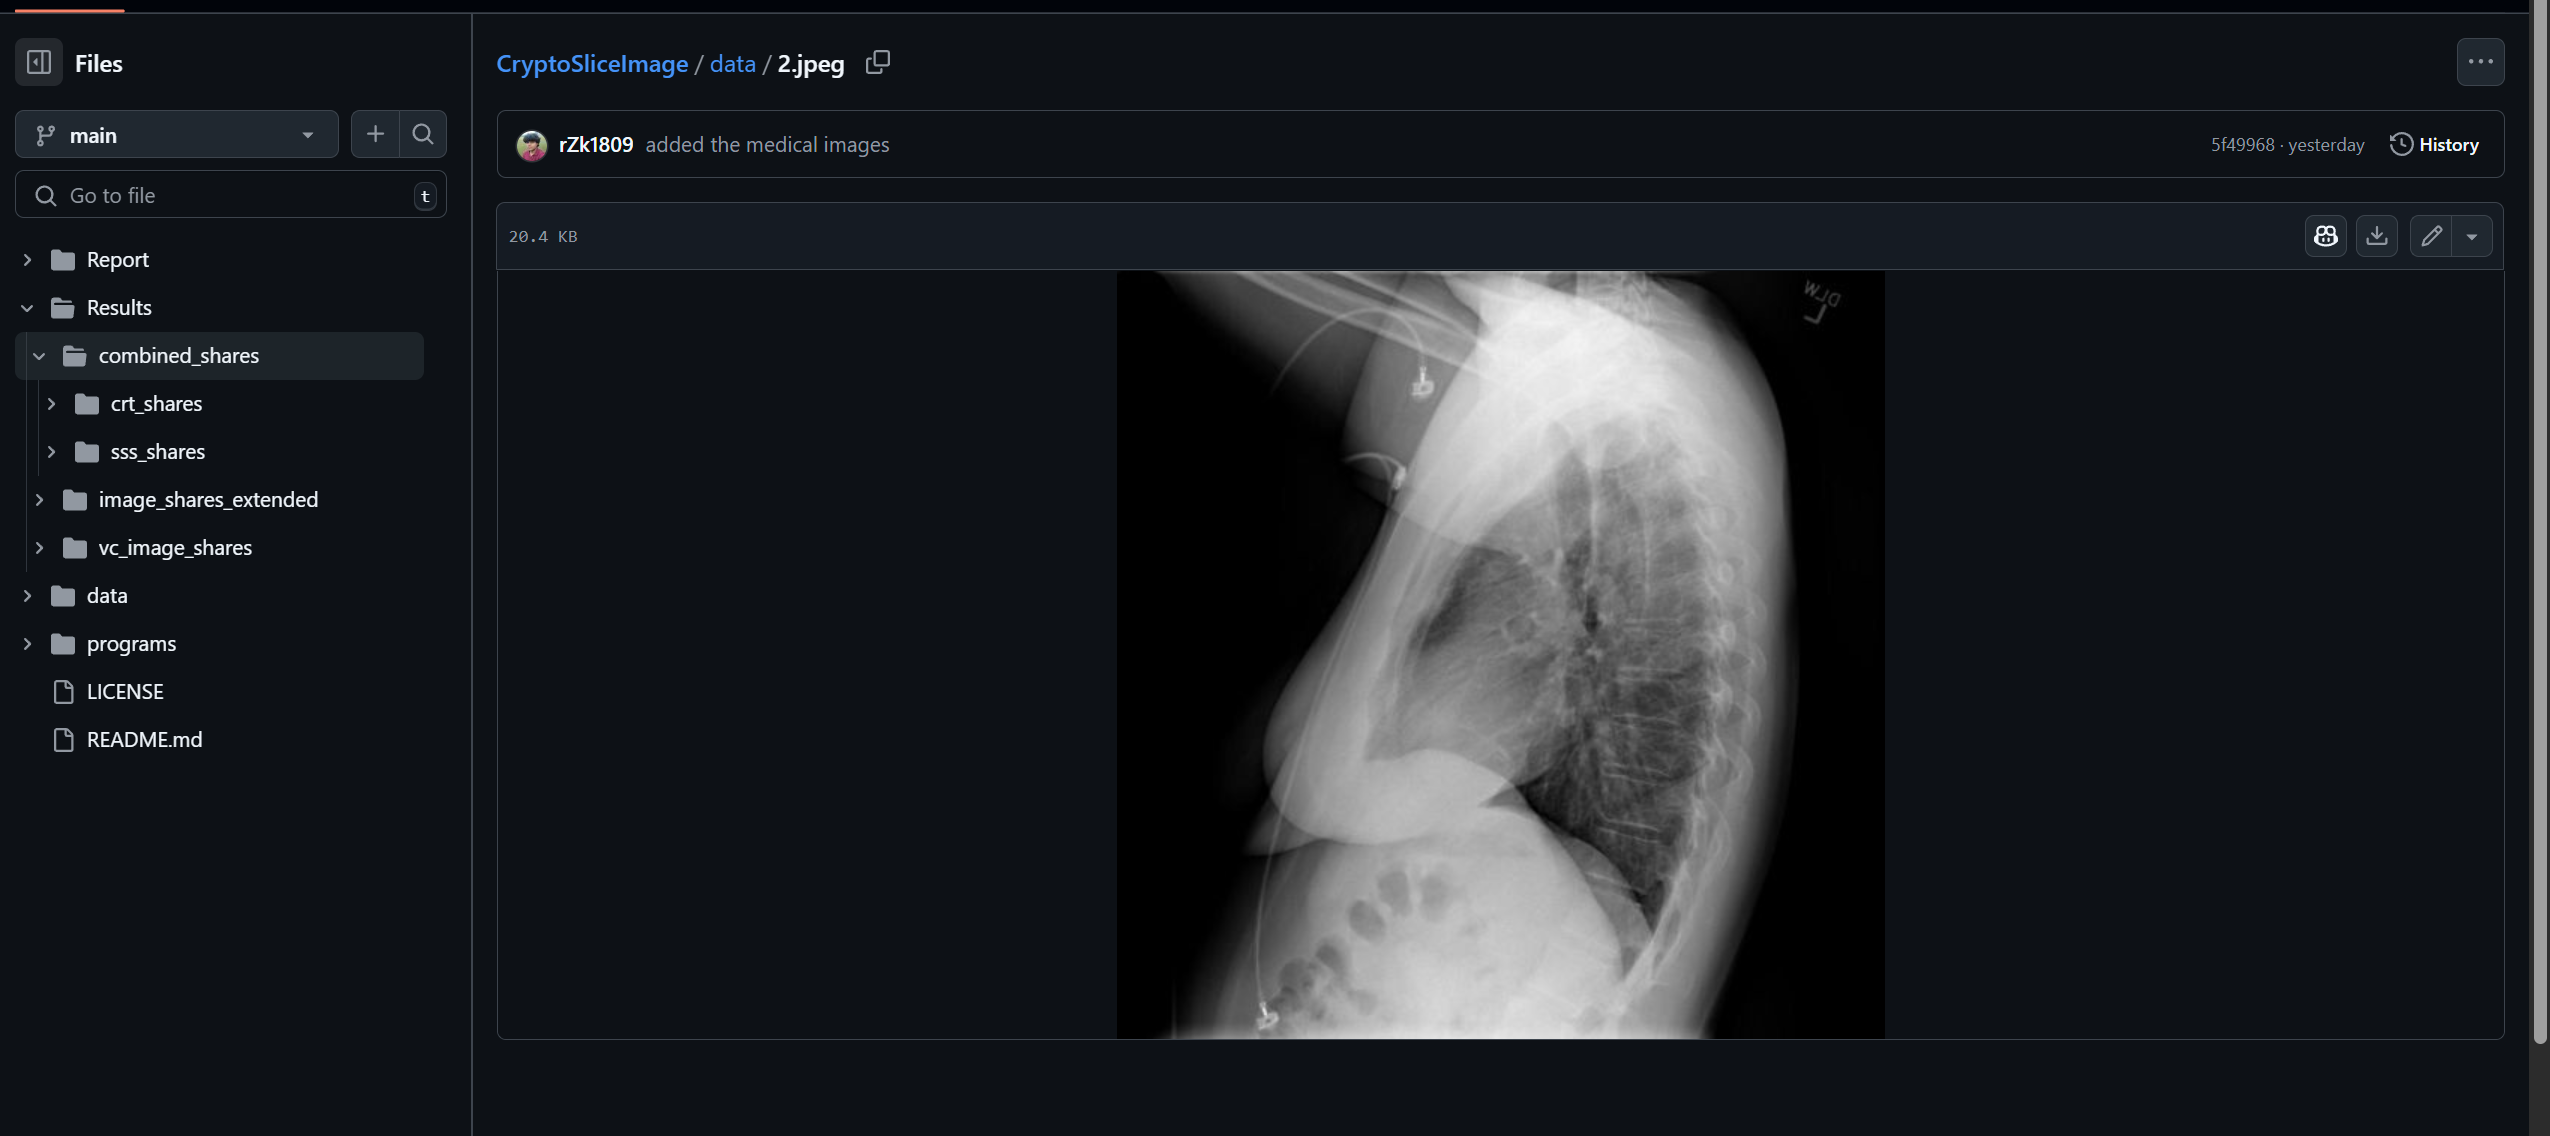 Files
main
Go to file
t
Report
Results
combined_shares
crt_shares
sss_shares
image_shares_extended
vc_image_shares
data
programs
LICENSE
README.md
CryptoSliceImage / data / 2.jpeg
rZk1809 added the medical images
5f49968 · yesterday
History
20.4 KB
DLW
L